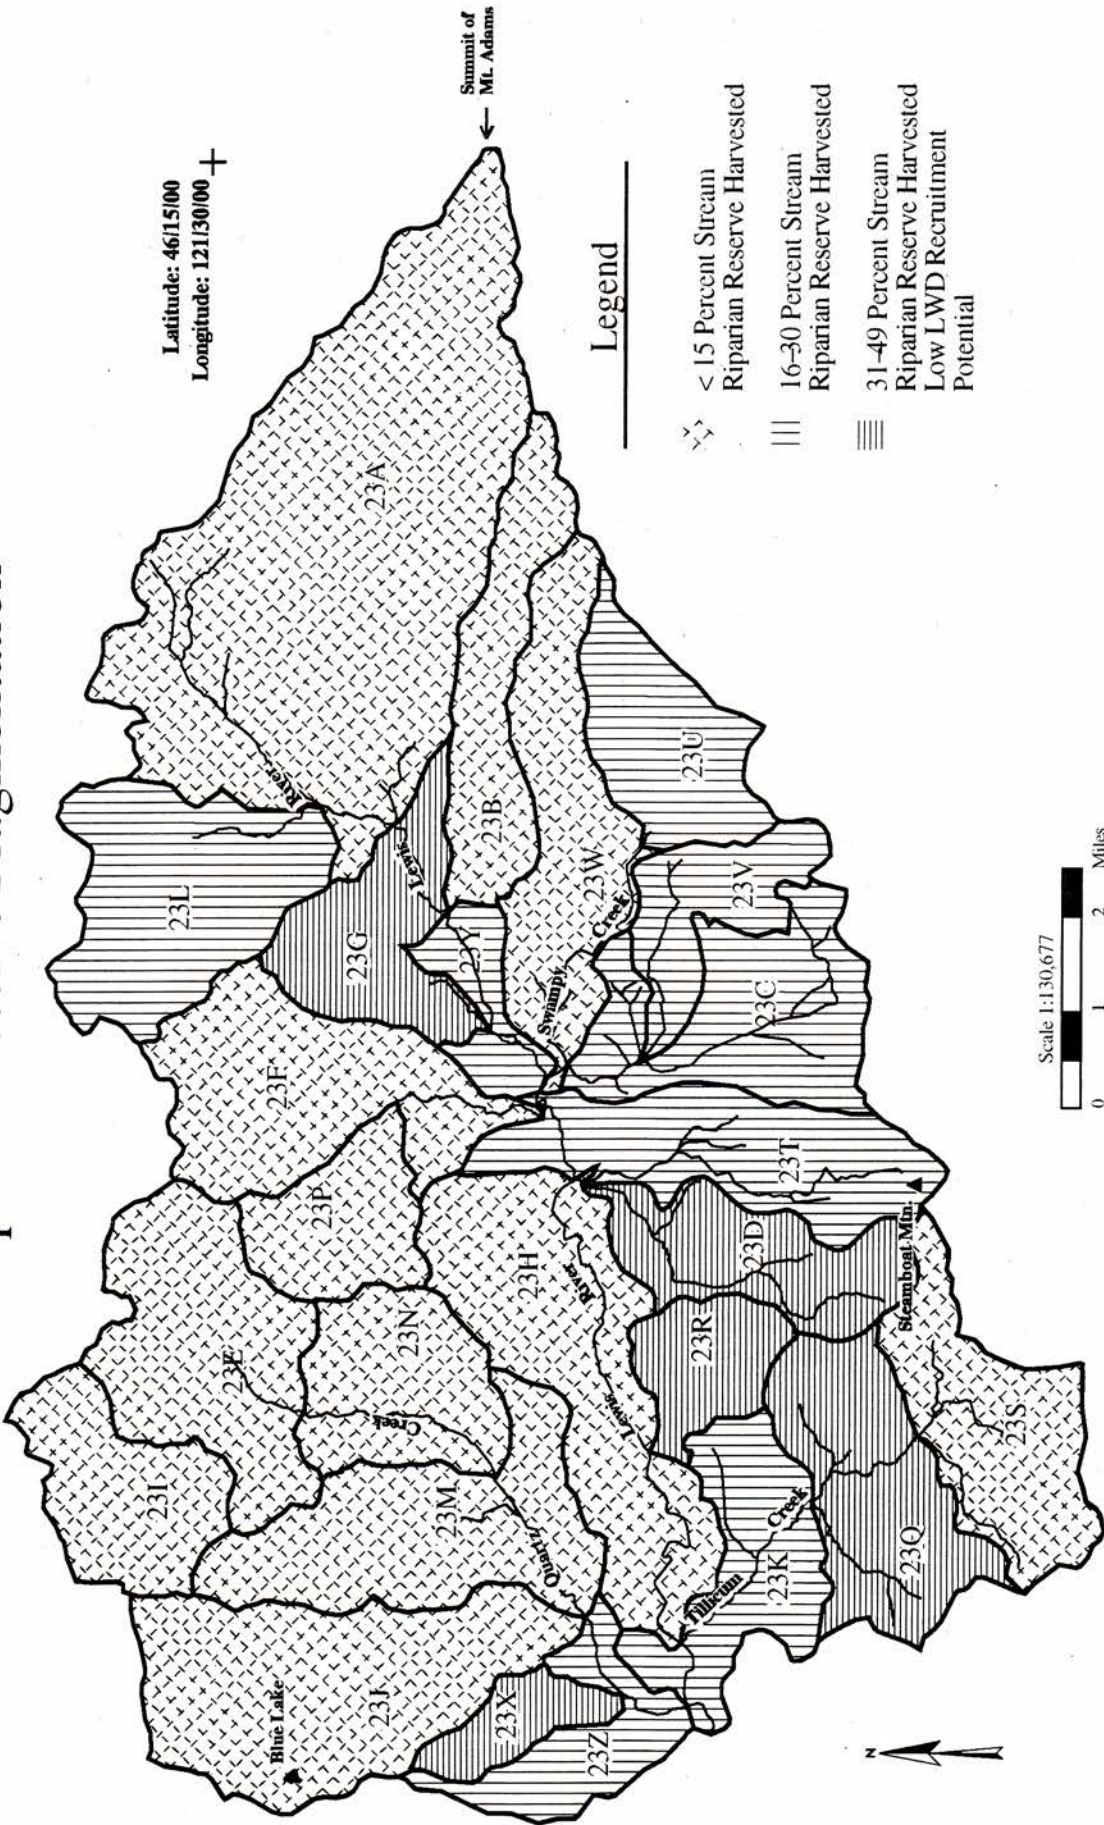 Latitude: 46/15/00
Longitude: 121/30/00
Summit of
Mt. Adams
Legend
< 15 Percent Stream
Riparian Reserve Harvested
16-30 Percent Stream
Riparian Reserve Harvested
31-49 Percent Stream
Riparian Reserve Harvested
Low LWD Recruitment
Potential
Scale 1:130,677
0
1
2
Miles
N
Blue Lake
23J
23I
23E
23M
23N
23P
23F
23L
23G
23A
23B
23W
23Y
23U
23V
23C
23T
23H
23D
23R
23K
23Q
23S
23X
23Z
Quartz
Creek
Lewis
River
Lewis
River
Swampy
Creek
Tillicum
Creek
Steamboat Mtn.